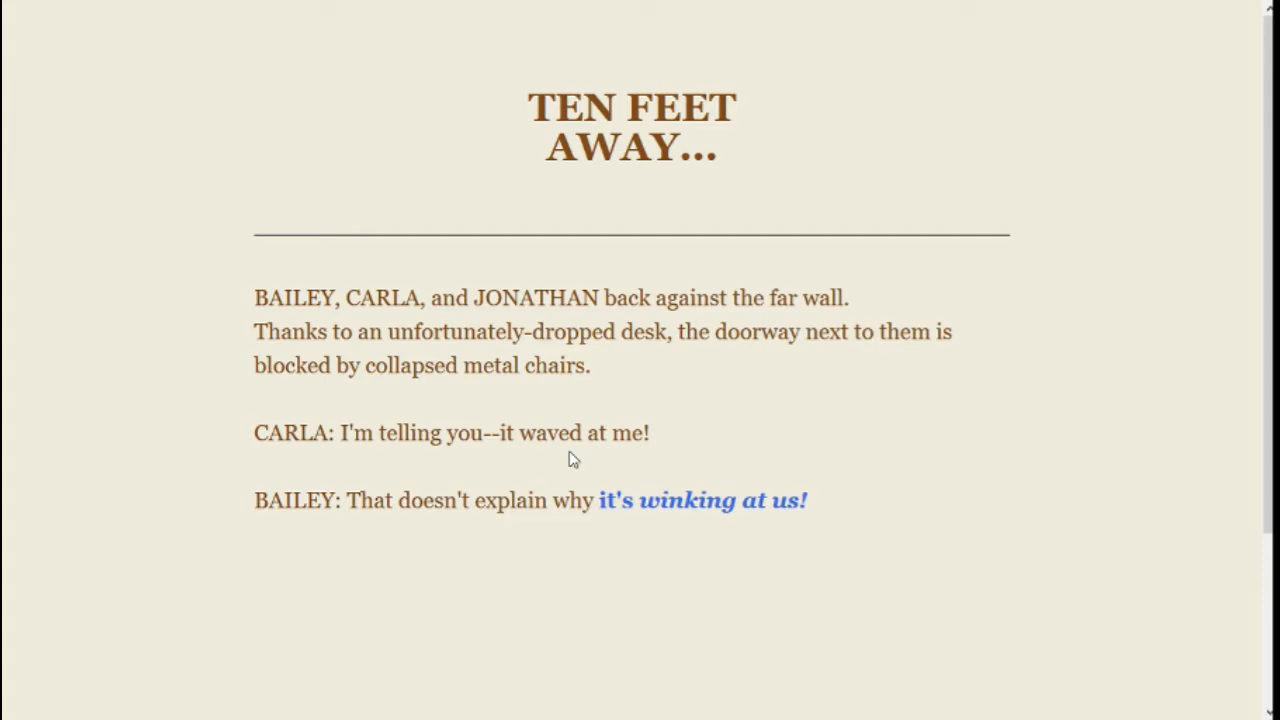 TEN FEET
AWAY...
BAILEY, CARLA, and JONATHAN back against the far wall.
Thanks to an unfortunately-dropped desk, the doorway next to them is
blocked by collapsed metal chairs.
CARLA: I'm telling you--it waved at me!
BAILEY: That doesn't explain why it's winking at us!